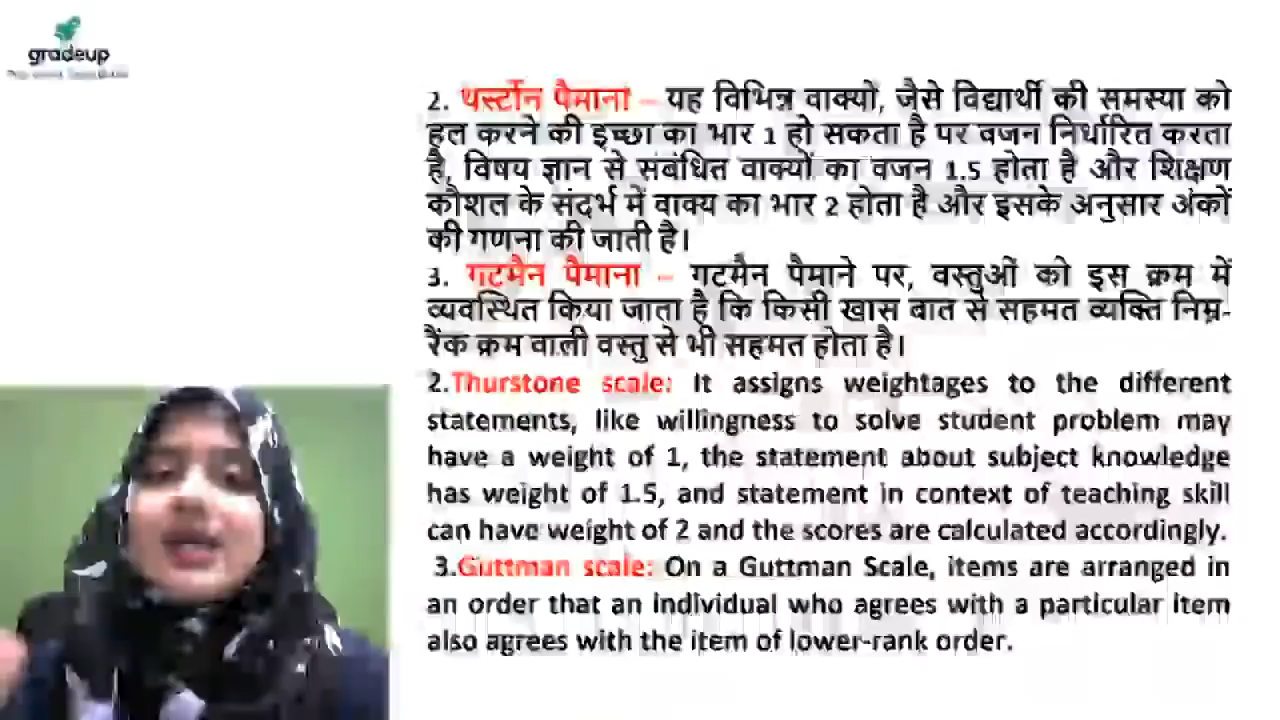 gradeup
2. थर्स्टोन पैमाना – यह विभिन्न वाक्यों, जैसे विद्यार्थी की समस्या को
हल करने की इच्छा का भार 1 हो सकता है पर वजन निर्धारित करता
है, विषय ज्ञान से संबंधित वाक्यों का वजन 1.5 होता है और शिक्षण
कौशल के संदर्भ में वाक्य का भार 2 होता है और इसके अनुसार अंकों
की गणना की जाती है।
3. गटमैन पैमाना – गटमैन पैमाने पर, वस्तुओं को इस क्रम में
व्यवस्थित किया जाता है कि किसी खास बात से सहमत व्यक्ति निम्न-
रैंक क्रम वाली वस्तु से भी सहमत होता है।
2.Thurstone scale: It assigns weightages to the different
statements, like willingness to solve student problem may
have a weight of 1, the statement about subject knowledge
has weight of 1.5, and statement in context of teaching skill
can have weight of 2 and the scores are calculated accordingly.
3.Guttman scale: On a Guttman Scale, items are arranged in
an order that an individual who agrees with a particular item
also agrees with the item of lower-rank order.